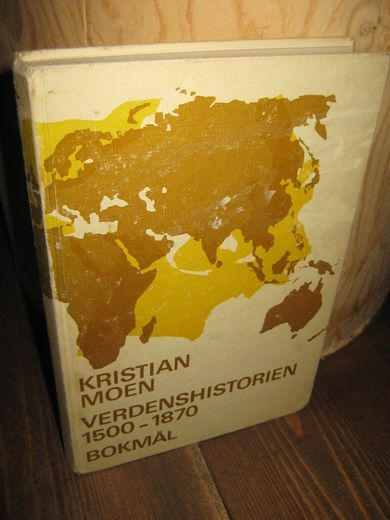 KRISTIAN
MOEN
VERDENSHISTORIEN
1500-1870
BOKMÅL